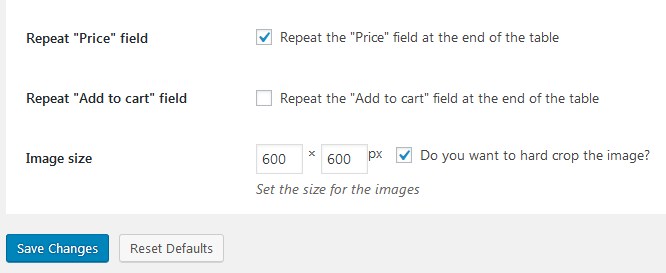 Repeat "Price" field
Repeat the "Price" field at the end of the table
Repeat "Add to cart" field
Repeat the "Add to cart" field at the end of the table
Image size
600 × 600 px Do you want to hard crop the image?
Set the size for the images
Save Changes
Reset Defaults